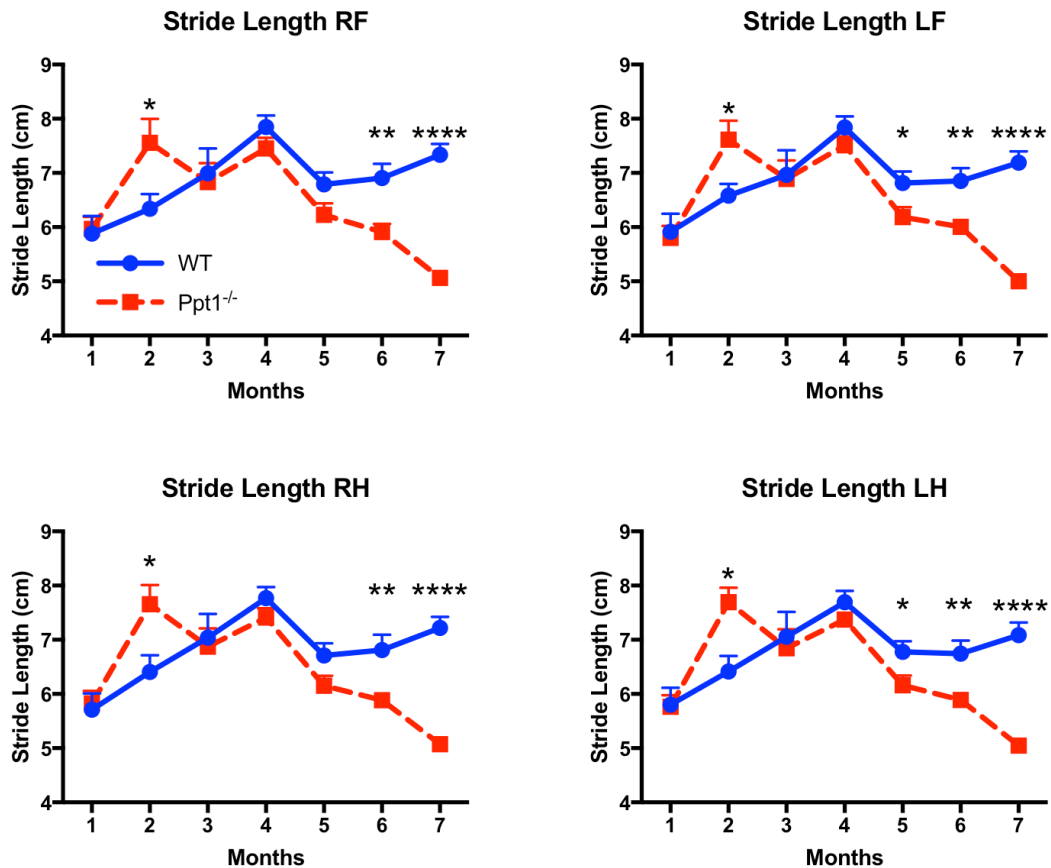 Stride Length RF
Stride Length (cm)
9
8
7
6
5
4
*
** ****
WT
Ppt1-/-
1 2 3 4 5 6 7
Months
Stride Length LF
Stride Length (cm)
9
8
7
6
5
4
*
* ** ****
1 2 3 4 5 6 7
Months
Stride Length RH
Stride Length (cm)
9
8
7
6
5
4
*
** ****
1 2 3 4 5 6 7
Months
Stride Length LH
Stride Length (cm)
9
8
7
6
5
4
*
* ** ****
1 2 3 4 5 6 7
Months